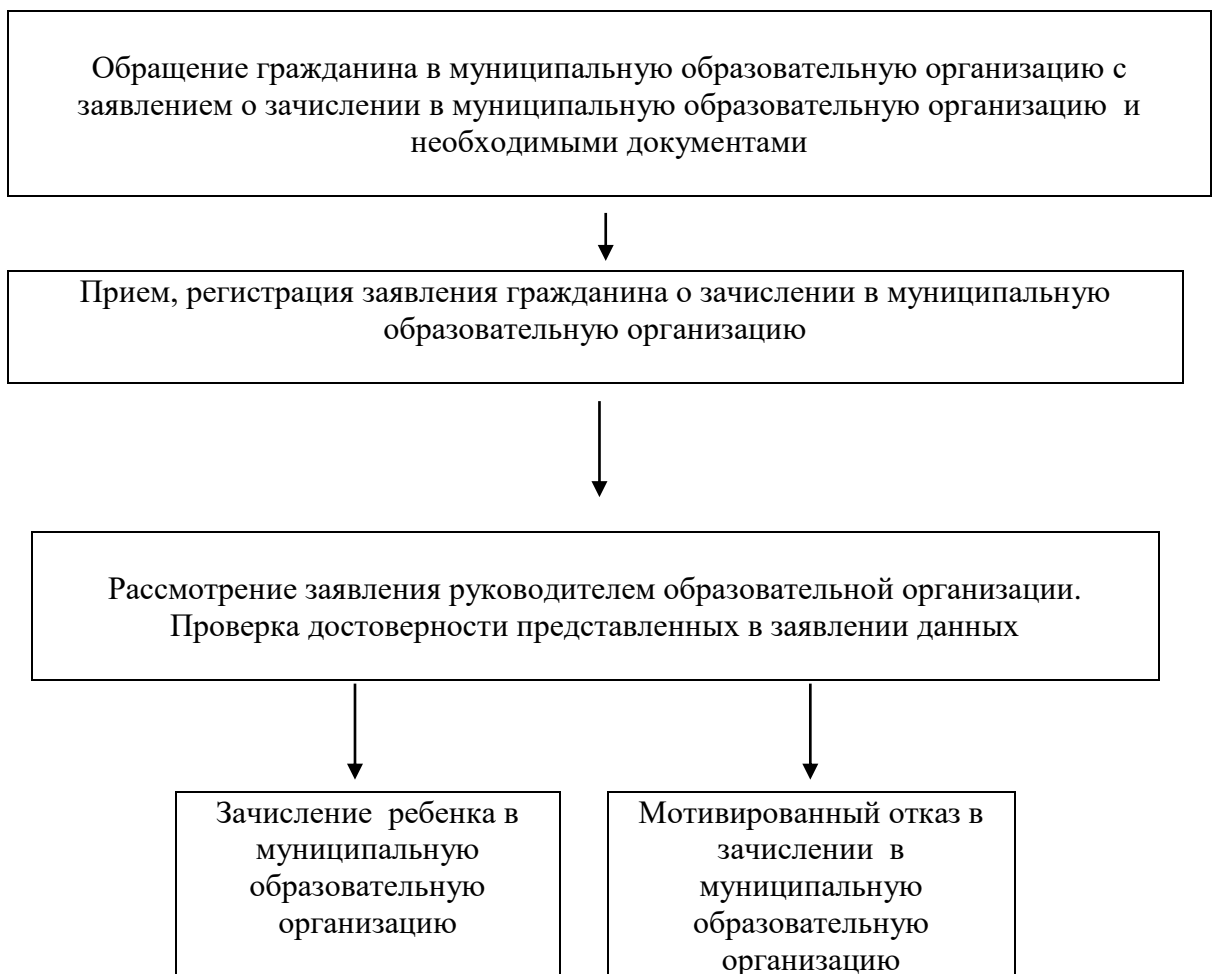 Обращение гражданина в муниципальную образовательную организацию с
заявлением о зачислении в муниципальную образовательную организацию и
необходимыми документами
Прием, регистрация заявления гражданина о зачислении в муниципальную
образовательную организацию
Рассмотрение заявления руководителем образовательной организации.
Проверка достоверности представленных в заявлении данных
Зачисление ребенка в
муниципальную
образовательную
организацию
Мотивированный отказ в
зачислении в
муниципальную
образовательную
организацию